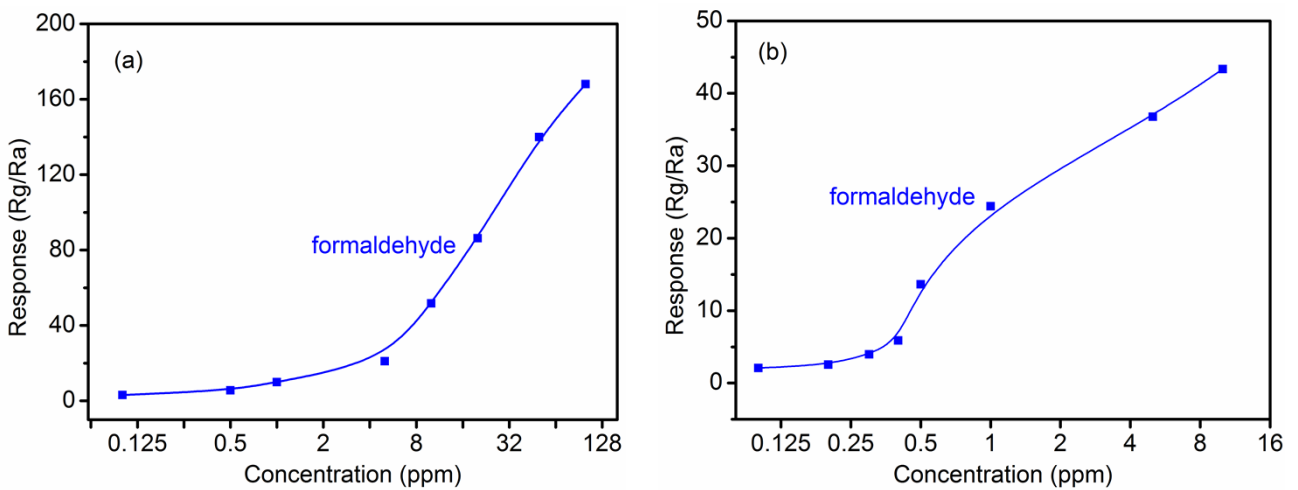 (a)
Response (Rg/Ra)
200
160
120
80
40
0
formaldehyde
0.125 0.5 2 8 32 128
Concentration (ppm)
(b)
Response (Rg/Ra)
50
40
30
20
10
0
formaldehyde
0.125 0.25 0.5 1 2 4 8 16
Concentration (ppm)